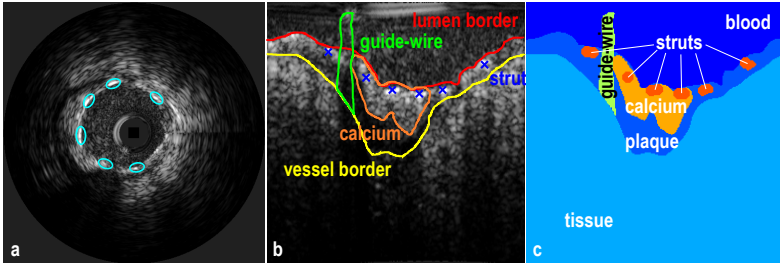 a
lumen border
guide-wire
strut
calcium
vessel border
b
blood
guide-wire
struts
calcium
plaque
tissue
c